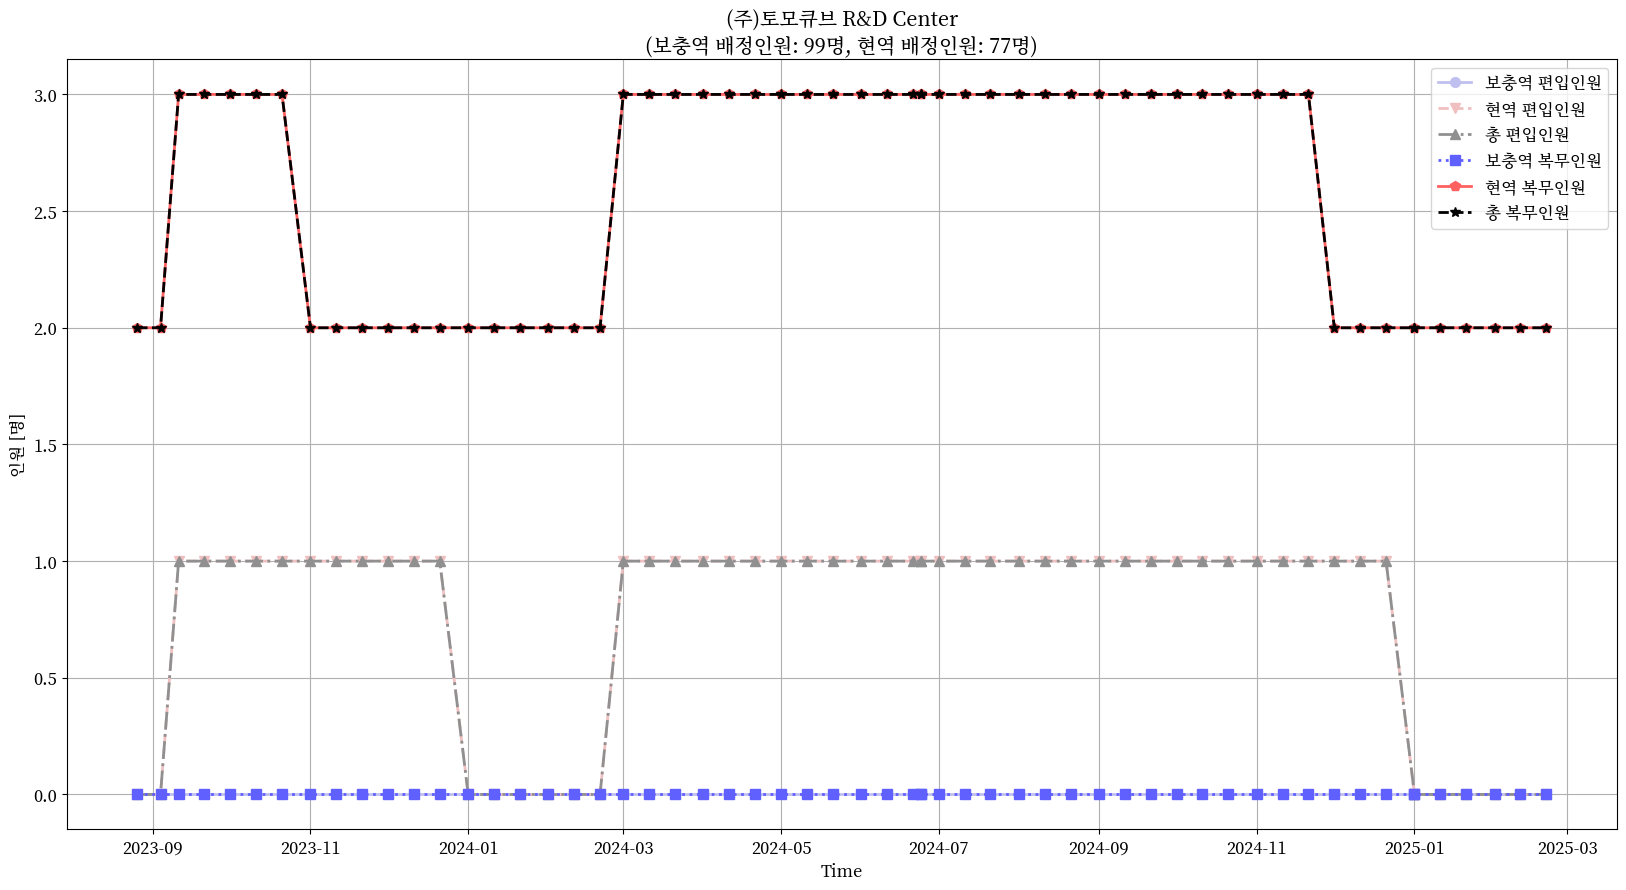 (주)토모큐브 R&D Center
(보충역 배정인원: 99명, 현역 배정인원: 77명)
보충역 편입인원
현역 편입인원
총 편입인원
보충역 복무인원
현역 복무인원
총 복무인원
인원 [명]
3.0
2.5
2.0
1.5
1.0
0.5
0.0
2023-09 2023-11 2024-01 2024-03 2024-05 2024-07 2024-09 2024-11 2025-01 2025-03
Time